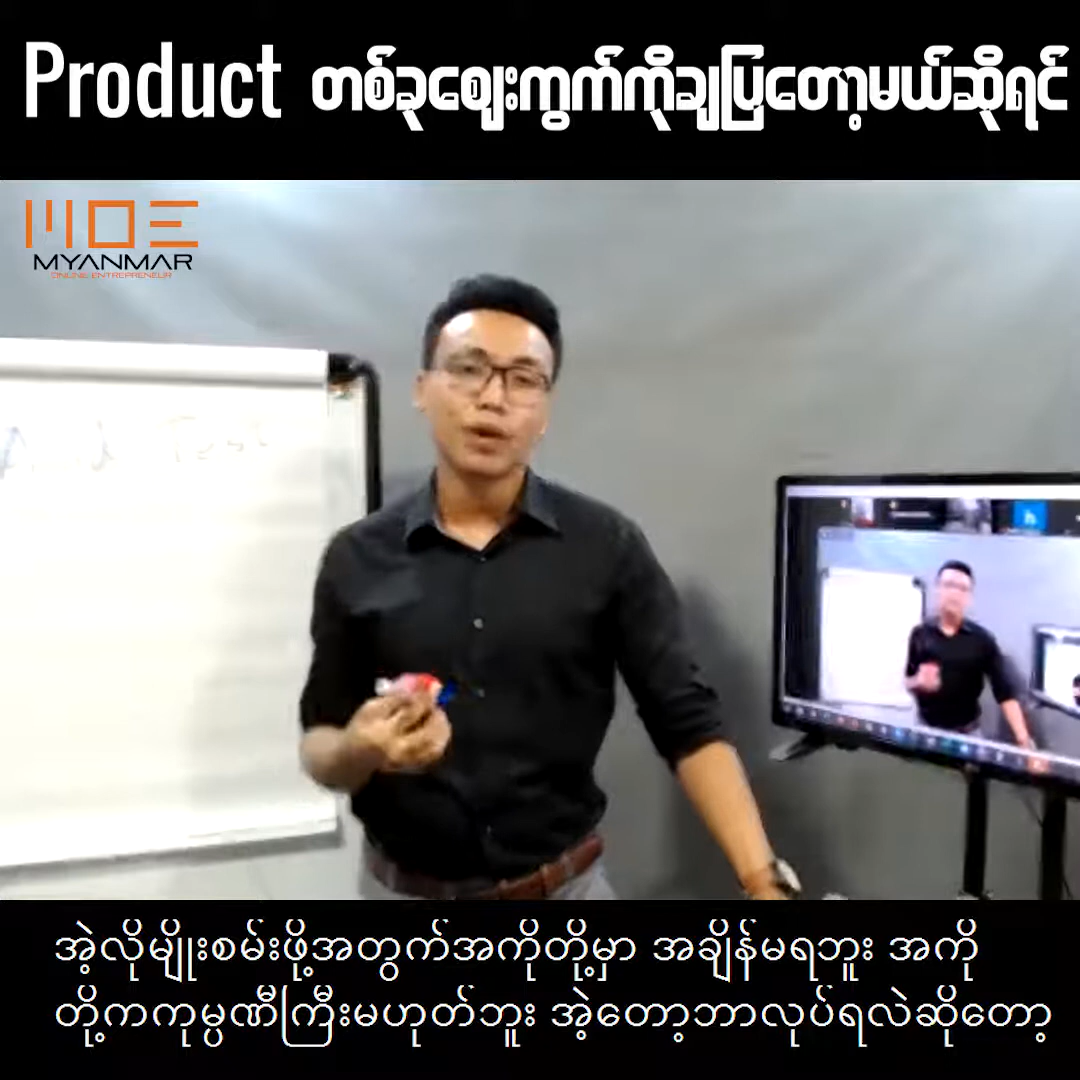 Product တစ်ခုဈေးကွက်ကိုချပြတော့မယ်ဆိုရင်
MOE
MYANMAR
ONLINE ENTREPRENEUR
Test
h
အဲ့လိုမျိုးစမ်းဖို့အတွက်အကိုတို့မှာ အချိန်မရဘူး အကို
တို့ကကုမ္ပဏီကြီးမဟုတ်ဘူး အဲ့တော့ဘာလုပ်ရလဲဆိုတော့